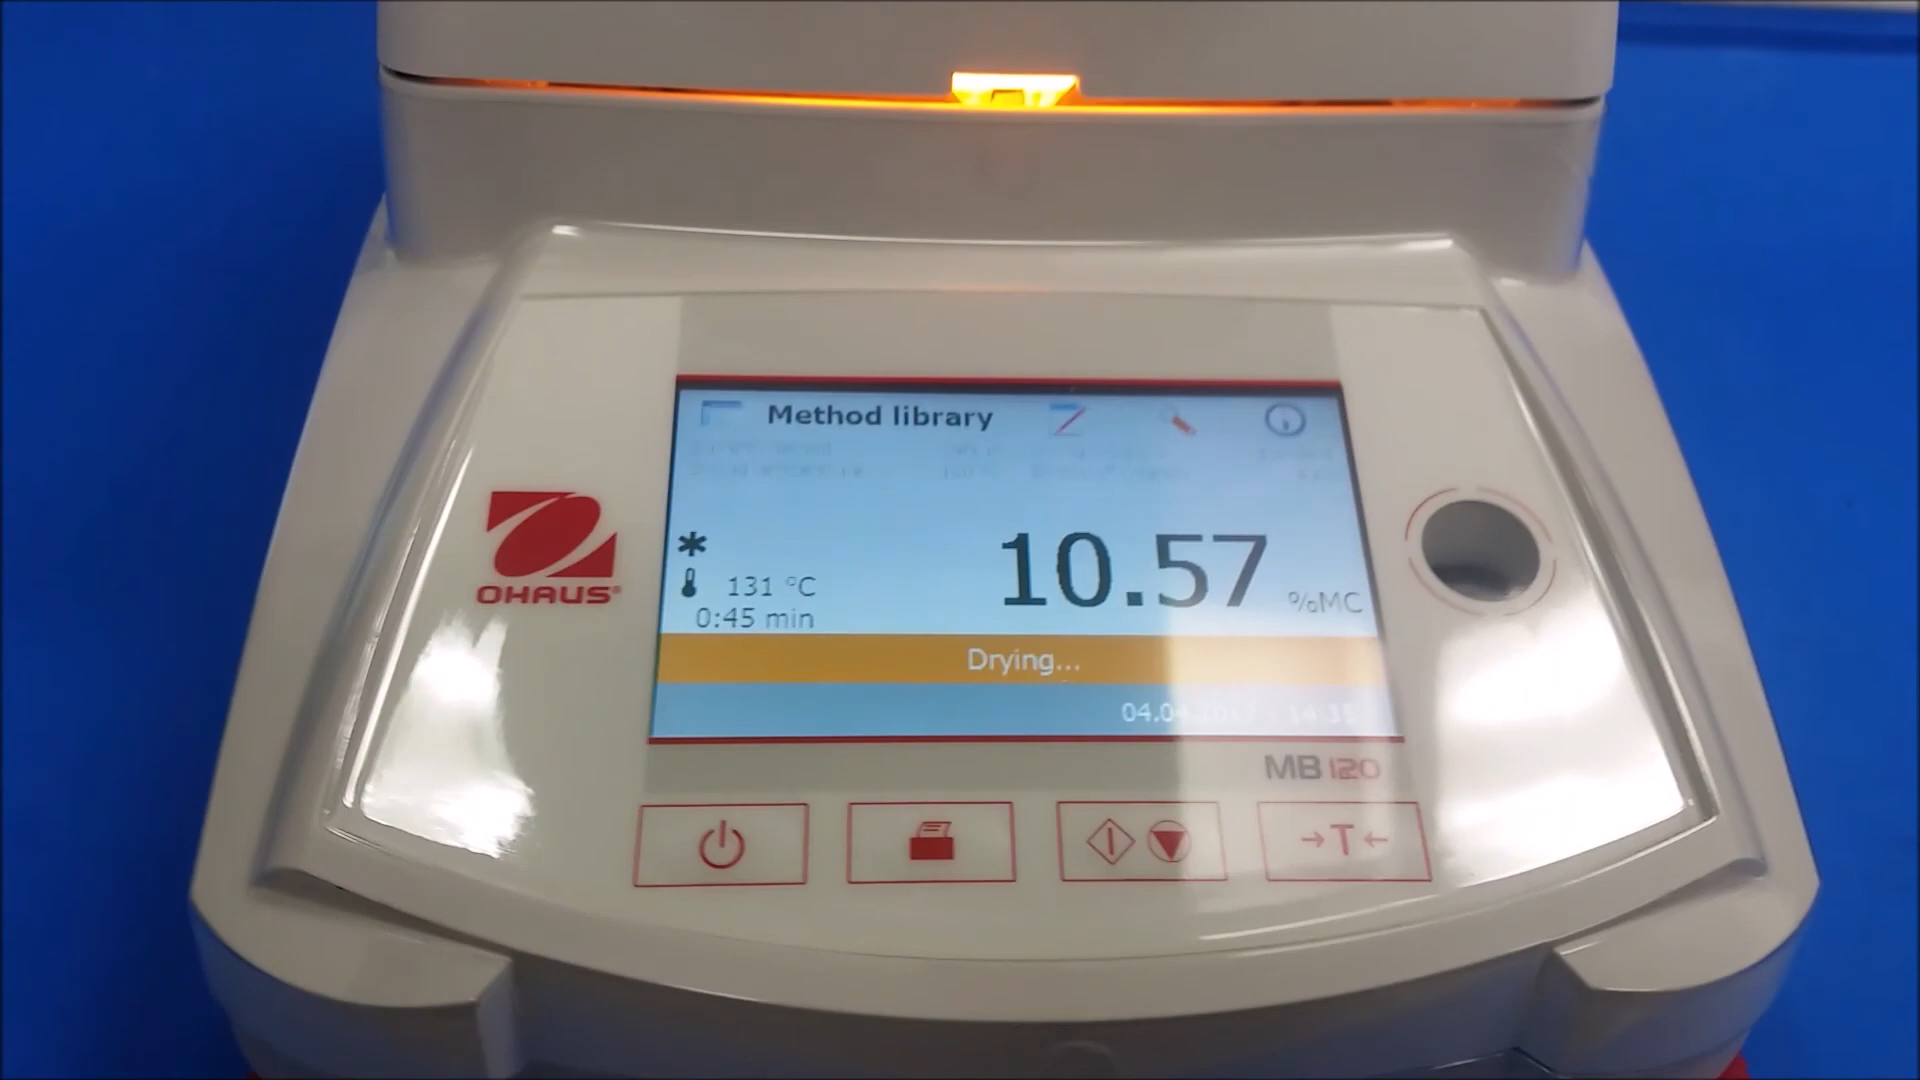 Method library
10.57 %MC
131 °C
0:45 min
Drying...
OHAUS®
MB120
→T←